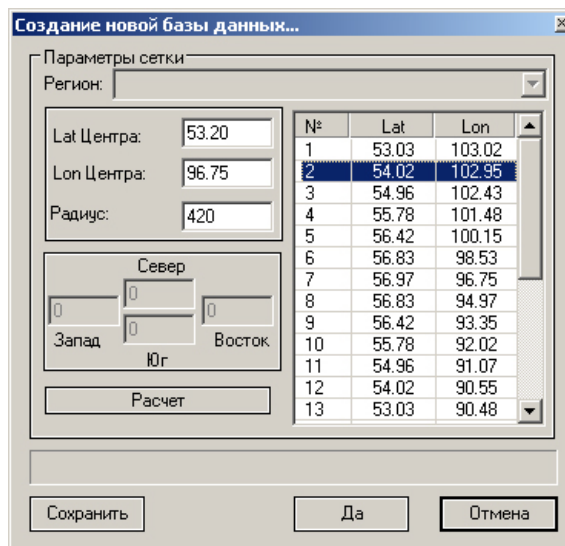 Создание новой базы данных...
Параметры сетки
Регион:
Lat Центра: 53.20
Lon Центра: 96.75
Радиус: 420
Север
0
0 0
0
Запад Восток
Юг
Расчет
№ Lat Lon
1 53.03 103.02
2 54.02 102.95
3 54.96 102.43
4 55.78 101.48
5 56.42 100.15
6 56.83 98.53
7 56.97 96.75
8 56.83 94.97
9 56.42 93.35
10 55.78 92.02
11 54.96 91.07
12 54.02 90.55
13 53.03 90.48
Сохранить Да Отмена